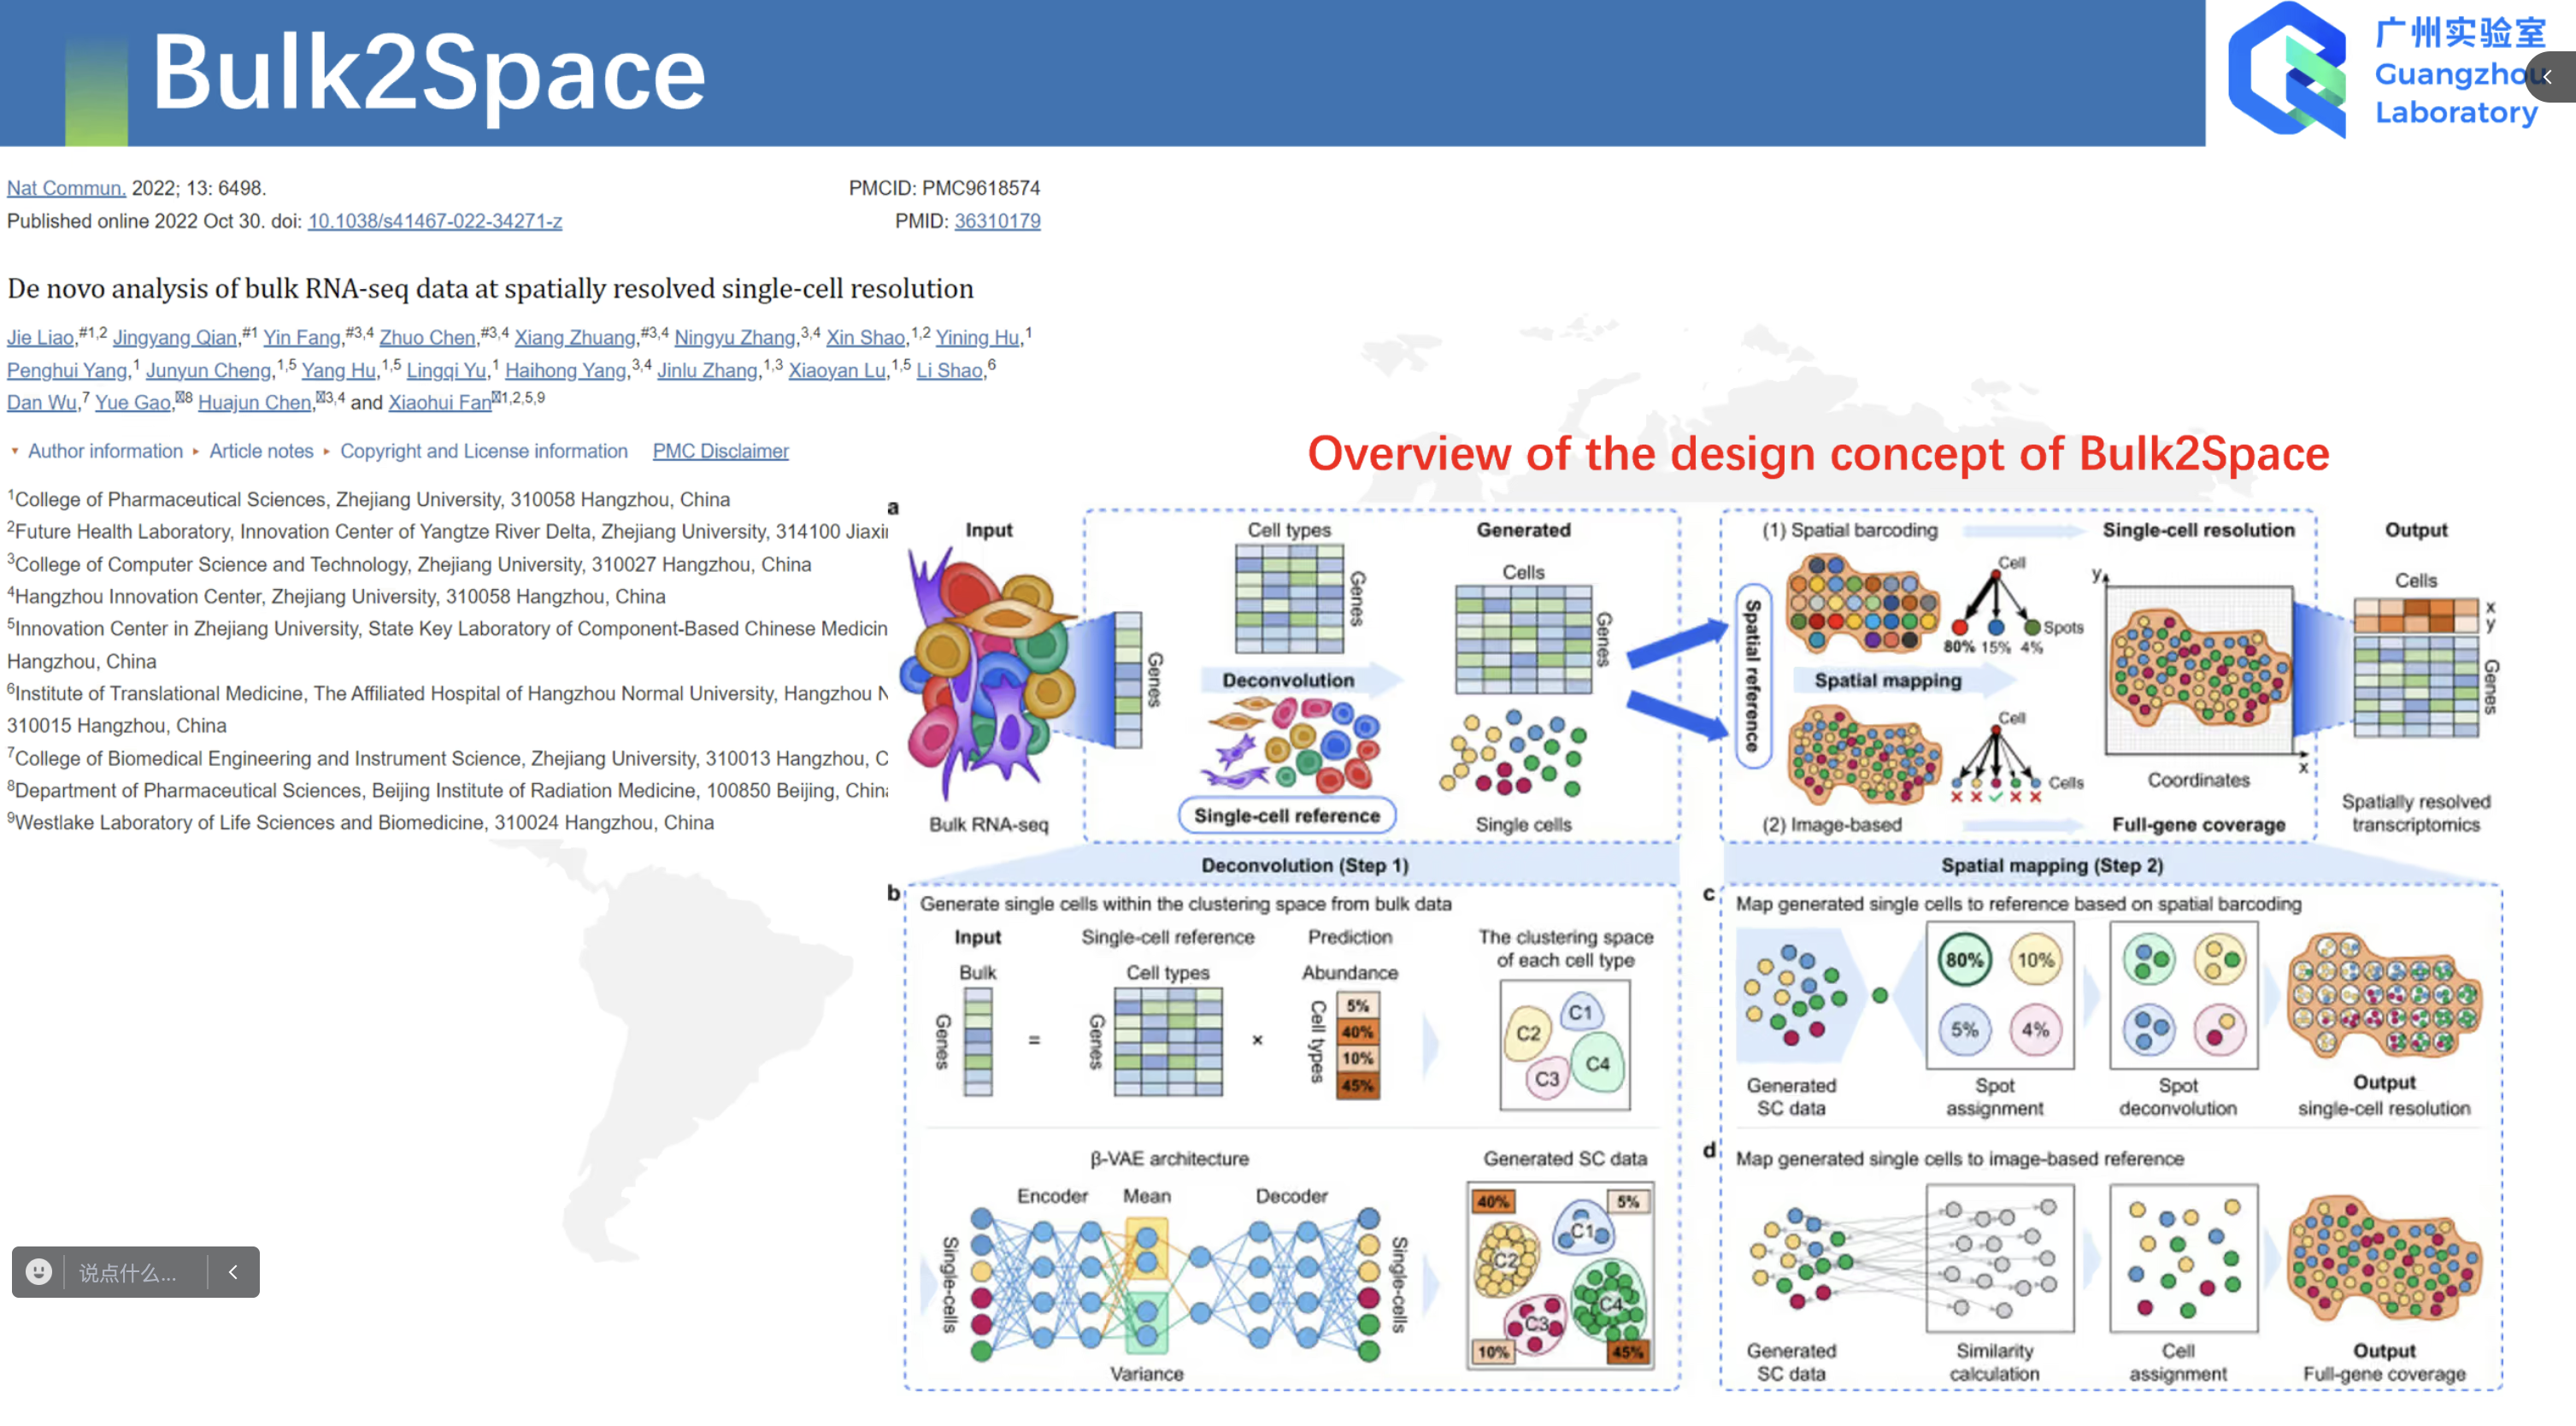 Bulk2Space
广州实验室
Guangzhou
Laboratory
Nat Commun. 2022; 13: 6498.
PMCID: PMC9618574
Published online 2022 Oct 30. doi: 10.1038/s41467-022-34271-z
PMID: 36310179
De novo analysis of bulk RNA-seq data at spatially resolved single-cell resolution
Jie Liao,#1,2 Jingyang Qian,#1 Yin Fang,#3,4 Zhuo Chen,#3,4 Xiang Zhuang,#3,4 Ningyu Zhang,3,4 Xin Shao,1,2 Yining Hu,1
Penghui Yang,1 Junyun Cheng,1,5 Yang Hu,1,5 Lingqi Yu,1 Haihong Yang,3,4 Jinlu Zhang,1,3 Xiaoyan Lu,1,5 Li Shao,6
Dan Wu,7 Yue Gao,8 Huajun Chen,3,4 and Xiaohui Fan1,2,5,9
Author information Article notes Copyright and License information PMC Disclaimer
1College of Pharmaceutical Sciences, Zhejiang University, 310058 Hangzhou, China
2Future Health Laboratory, Innovation Center of Yangtze River Delta, Zhejiang University, 314100 Jiaxin
3College of Computer Science and Technology, Zhejiang University, 310027 Hangzhou, China
4Hangzhou Innovation Center, Zhejiang University, 310058 Hangzhou, China
5Innovation Center in Zhejiang University, State Key Laboratory of Component-Based Chinese Medicin
Hangzhou, China
6Institute of Translational Medicine, The Affiliated Hospital of Hangzhou Normal University, Hangzhou N
310015 Hangzhou, China
7College of Biomedical Engineering and Instrument Science, Zhejiang University, 310013 Hangzhou, C
8Department of Pharmaceutical Sciences, Beijing Institute of Radiation Medicine, 100850 Beijing, China
9Westlake Laboratory of Life Sciences and Biomedicine, 310024 Hangzhou, China
说点什么...
Overview of the design concept of Bulk2Space
a
Input
Genes
Bulk RNA-seq
Cell types
Genes
Deconvolution
Single-cell reference
Generated
Cells
Genes
Single cells
Deconvolution (Step 1)
Spatial reference
(1) Spatial barcoding
Cell
Spots
80% 15% 4%
Spatial mapping
Cell
Cells
(2) Image-based
Single-cell resolution
y
x
Coordinates
Full-gene coverage
Output
Cells
x
y
Genes
Spatially resolved
transcriptomics
Spatial mapping (Step 2)
b
Generate single cells within the clustering space from bulk data
Input
Bulk
Genes
=
Single-cell reference
Cell types
Genes
×
Prediction
Abundance
Cell types
5%
40%
10%
45%
The clustering space
of each cell type
C1
C2
C3
C4
β-VAE architecture
Encoder Mean Decoder
Single-cells
Single-cells
Variance
Generated SC data
40%
5%
C1
C2
C3
C4
10%
45%
c
Map generated single cells to reference based on spatial barcoding
80% 10%
5% 4%
Generated
SC data
Spot
assignment
Spot
deconvolution
Output
single-cell resolution
d
Map generated single cells to image-based reference
Generated
SC data
Similarity
calculation
Cell
assignment
Output
Full-gene coverage